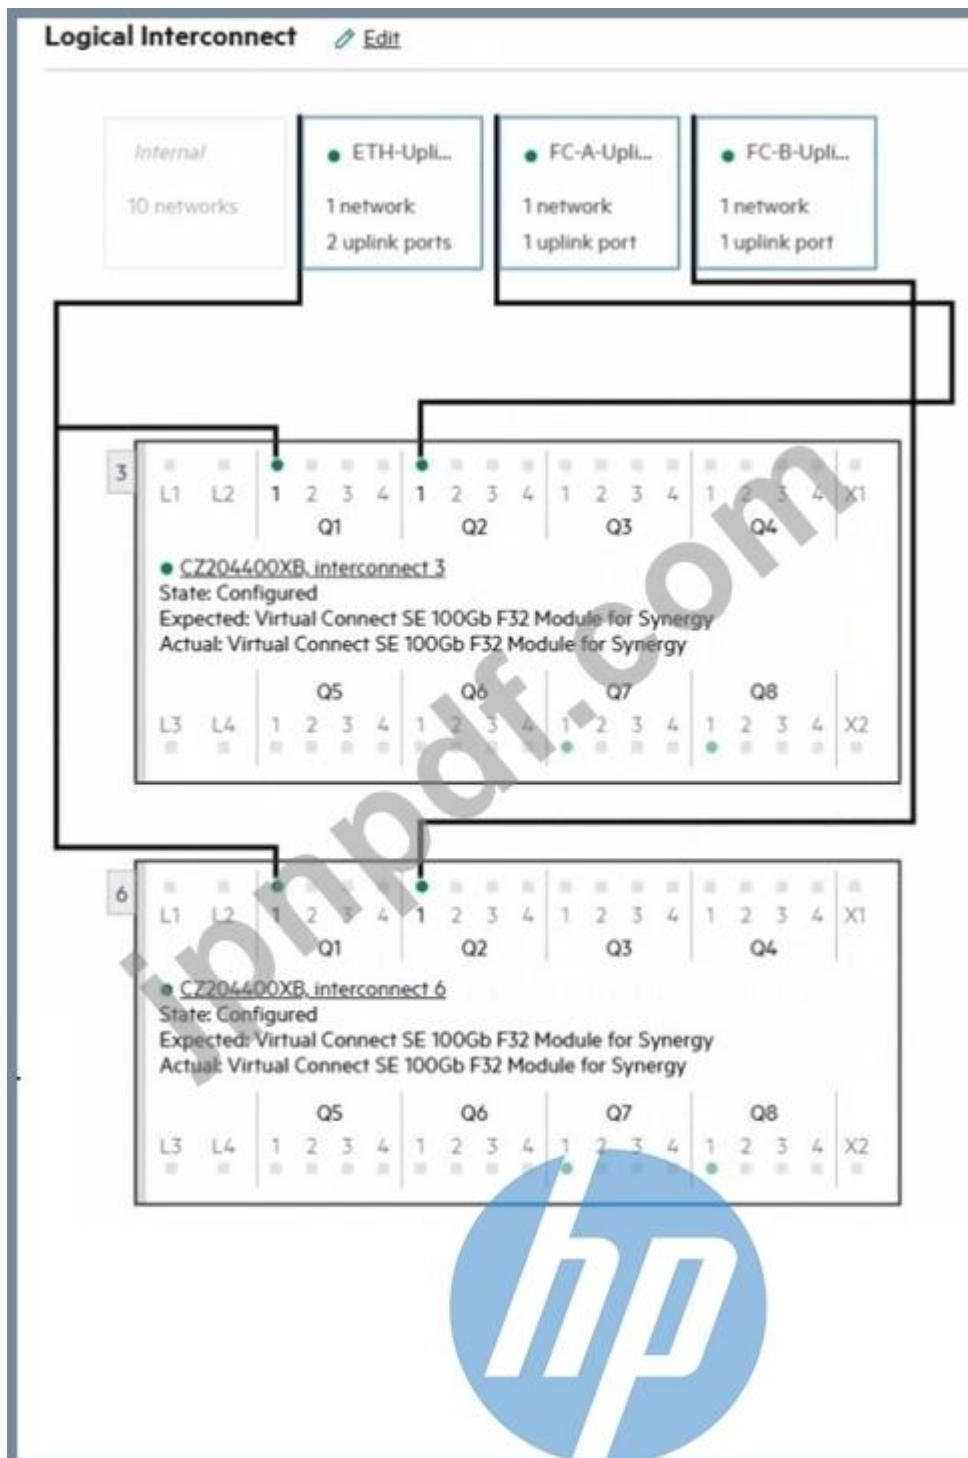 Logical Interconnect Edit
Internal
10 networks
ETH-Upli...
1 network
2 uplink ports
FC-A-Upli...
1 network
1 uplink port
FC-B-Upli...
1 network
1 uplink port
3
L1 L2 1 2 3 4 1 2 3 4 1 2 3 4 1 2 3 4 X1
Q1 Q2 Q3 Q4
CZ204400XB, interconnect 3
State: Configured
Expected: Virtual Connect SE 100Gb F32 Module for Synergy
Actual: Virtual Connect SE 100Gb F32 Module for Synergy
Q5 Q6 Q7 Q8
L3 L4 1 2 3 4 1 2 3 4 1 2 3 4 1 2 3 4 X2
6
L1 L2 1 2 3 4 1 2 3 4 1 2 3 4 1 2 3 4 X1
Q1 Q2 Q3 Q4
CZ204400XB, interconnect 6
State: Configured
Expected: Virtual Connect SE 100Gb F32 Module for Synergy
Actual: Virtual Connect SE 100Gb F32 Module for Synergy
Q5 Q6 Q7 Q8
L3 L4 1 2 3 4 1 2 3 4 1 2 3 4 1 2 3 4 X2
jpnpdf.com
hp